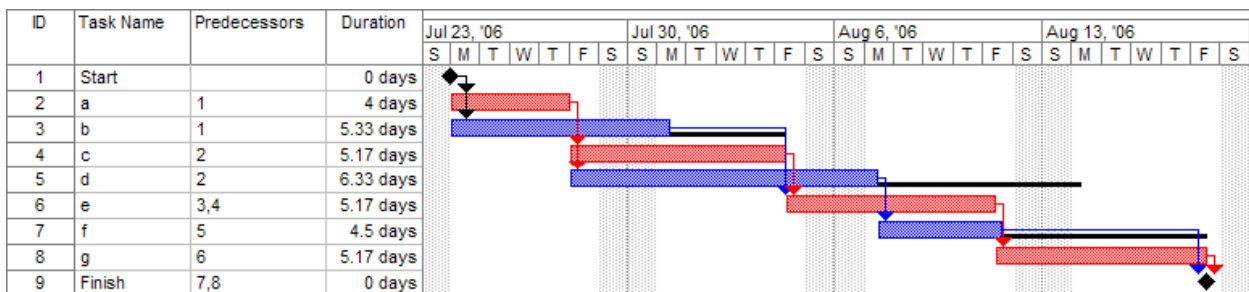 ID Task Name Predecessors Duration Jul 23, '06 Jul 30, '06 Aug 6, '06 Aug 13, '06
S M T W T F S S M T W T F S S M T W T F S S M T W T F S
1 Start 0 days
2 a 1 4 days
3 b 1 5.33 days
4 c 2 5.17 days
5 d 2 6.33 days
6 e 3,4 5.17 days
7 f 5 4.5 days
8 g 6 5.17 days
9 Finish 7,8 0 days